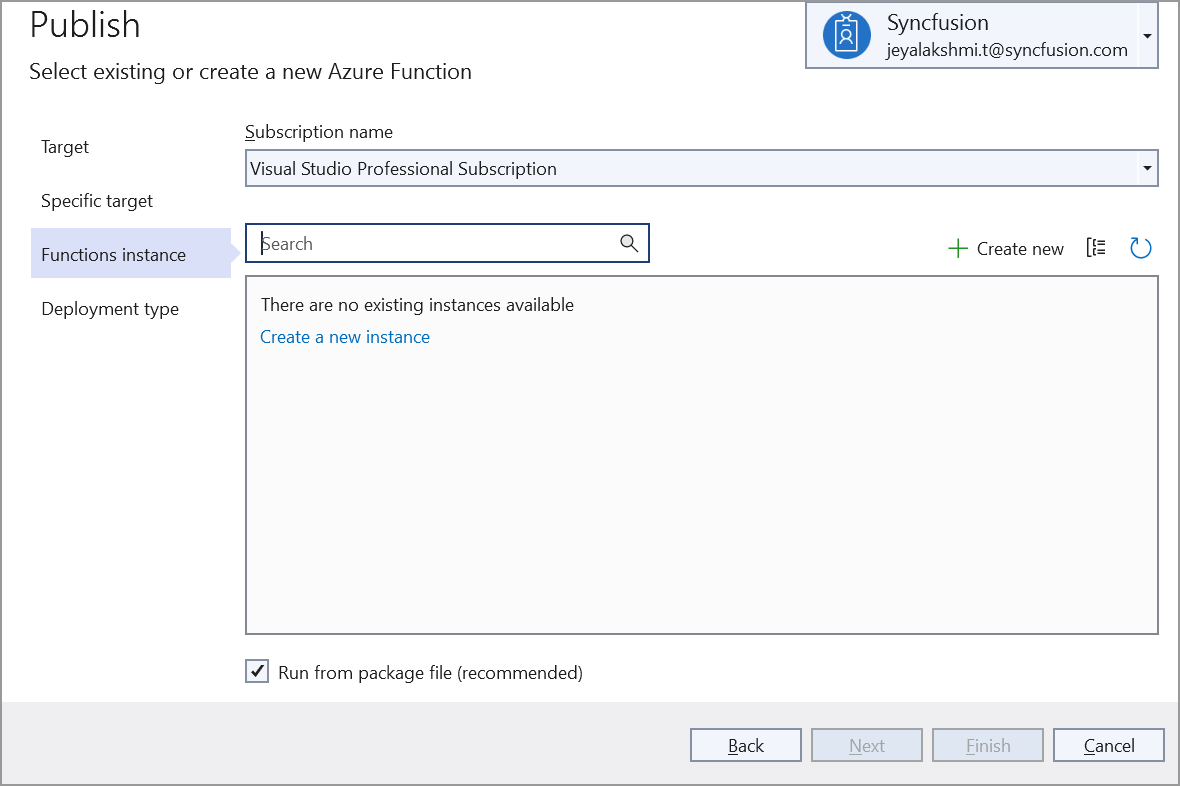 Publish
Select existing or create a new Azure Function
Syncfusion
jeyalakshmi.t@syncfusion.com
Target
Specific target
Functions instance
Deployment type
Subscription name
Visual Studio Professional Subscription
Search
Create new
There are no existing instances available
Create a new instance
Run from package file (recommended)
Back
Next
Finish
Cancel